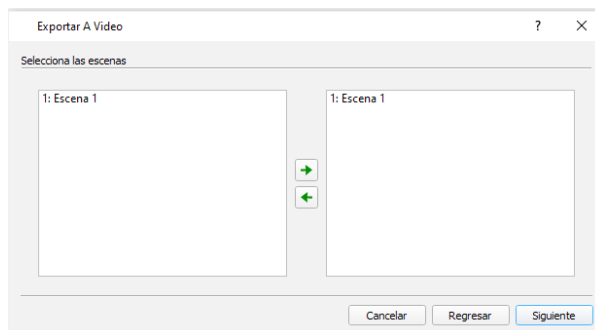 Exportar A Video ?
Selecciona las escenas
1: Escena 1
1: Escena 1
Cancelar Regresar Siguiente